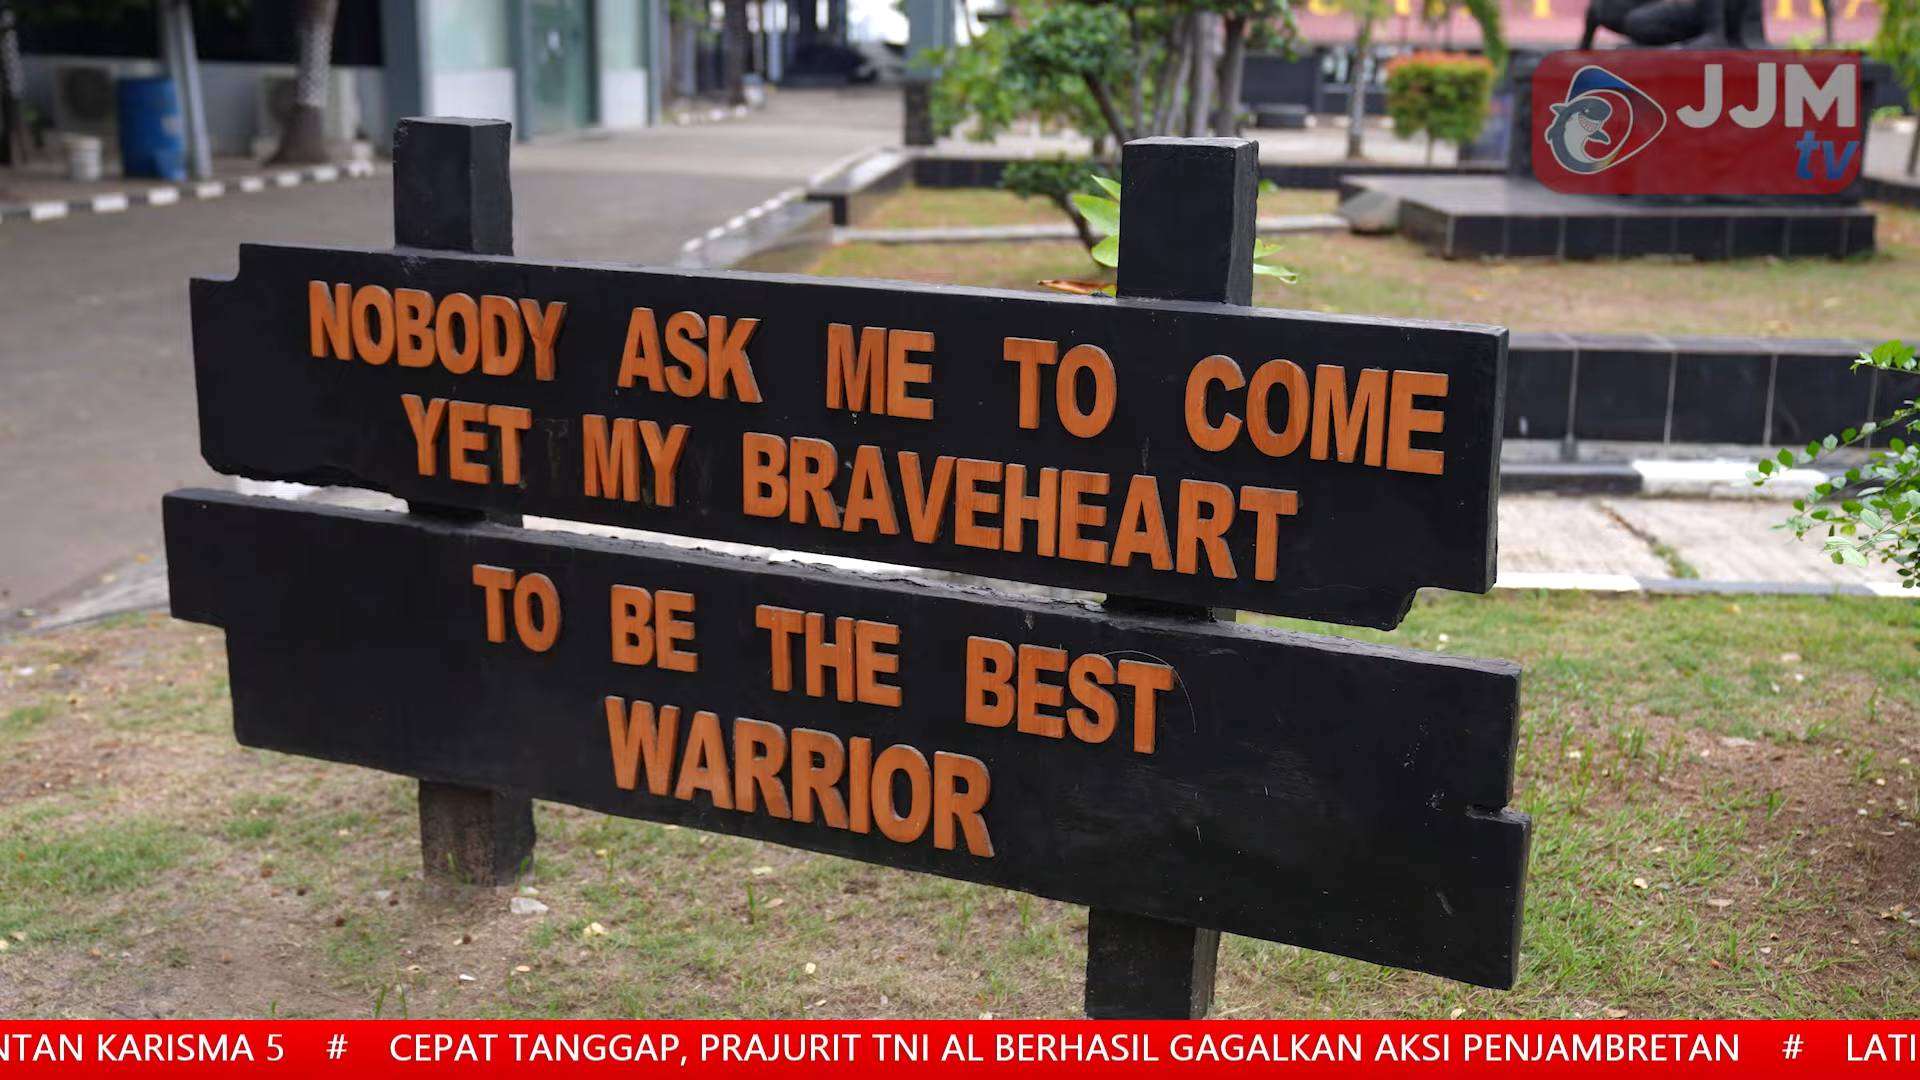 JJM
tv
NOBODY ASK ME TO COME
YET MY BRAVEHEART
TO BE THE BEST
WARRIOR
NTAN KARISMA 5 # CEPAT TANGGAP, PRAJURIT TNI AL BERHASIL GAGALKAN AKSI PENJAMBRETAN # LATI